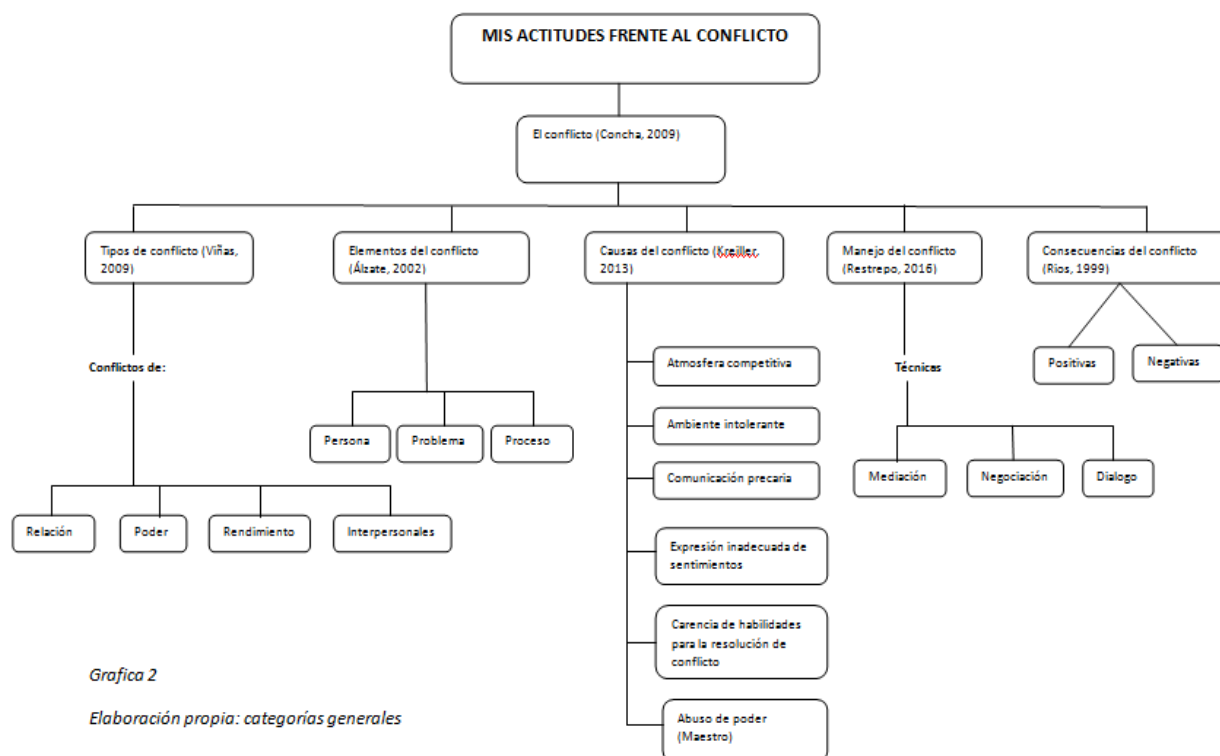 MIS ACTITUDES FRENTE AL CONFLICTO
El conflicto (Concha, 2009)
Tipos de conflicto (Viñas,
2009)
Elementos del conflicto
(Álzate, 2002)
Causas del conflicto (Kreiller,
2013)
Manejo del conflicto
(Restrepo, 2016)
Consecuencias del conflicto
(Rios, 1999)
Conflictos de:
Relación
Poder
Rendimiento
Interpersonales
Persona
Problema
Proceso
Atmosfera competitiva
Ambiente intolerante
Comunicación precaria
Expresión inadecuada de
sentimientos
Carencia de habilidades
para la resolución de
conflicto
Abuso de poder
(Maestro)
Técnicas
Mediación
Negociación
Dialogo
Positivas
Negativas
Grafica 2
Elaboración propia: categorías generales